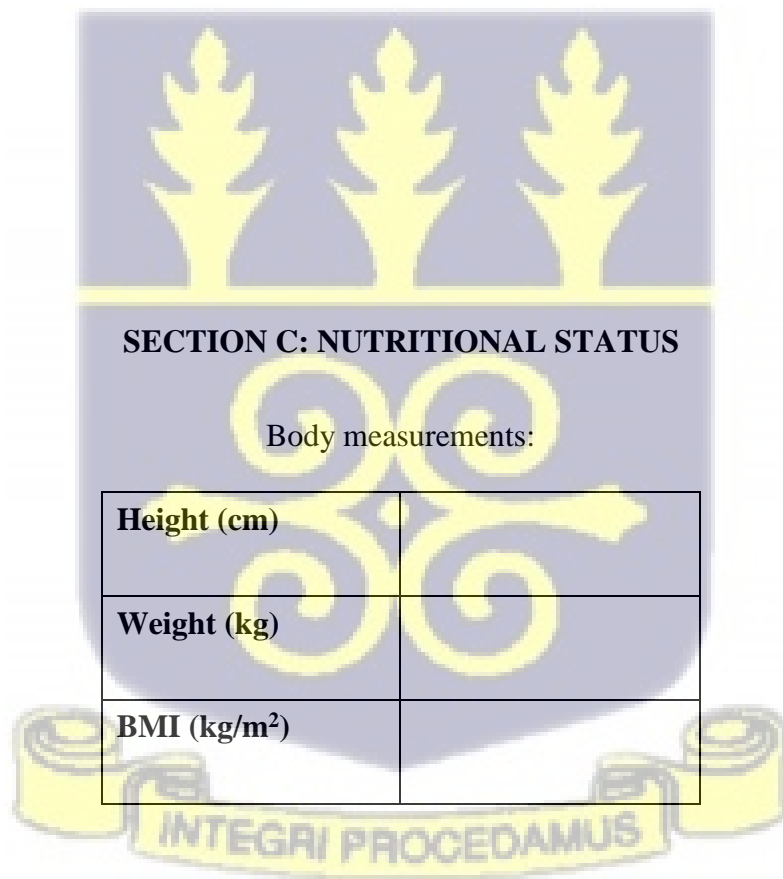 SECTION C: NUTRITIONAL STATUS
Body measurements:
Height (cm)
Weight (kg)
BMI (kg/m²)
INTEGRI PROCEDAMUS